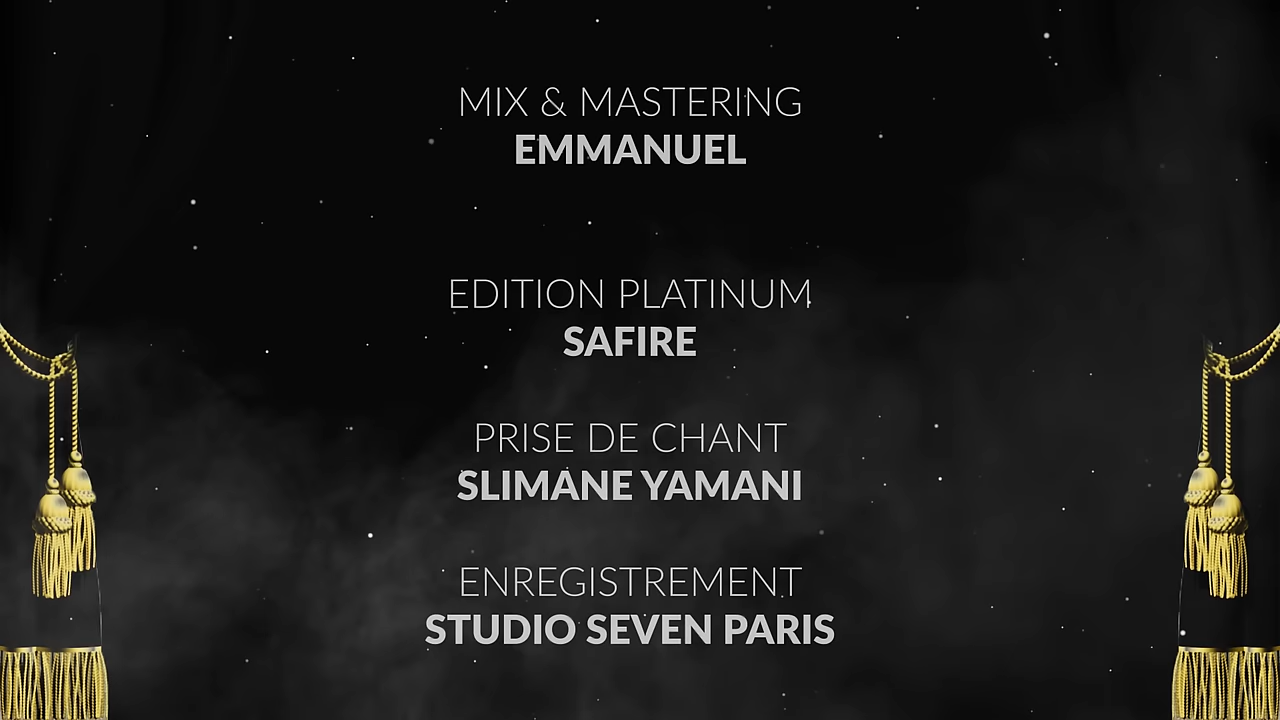 MIX & MASTERING
EMMANUEL
EDITION PLATINUM
SAFIRE
PRISE DE CHANT
SLIMANE YAMANI
ENREGISTREMENT
STUDIO SEVEN PARIS